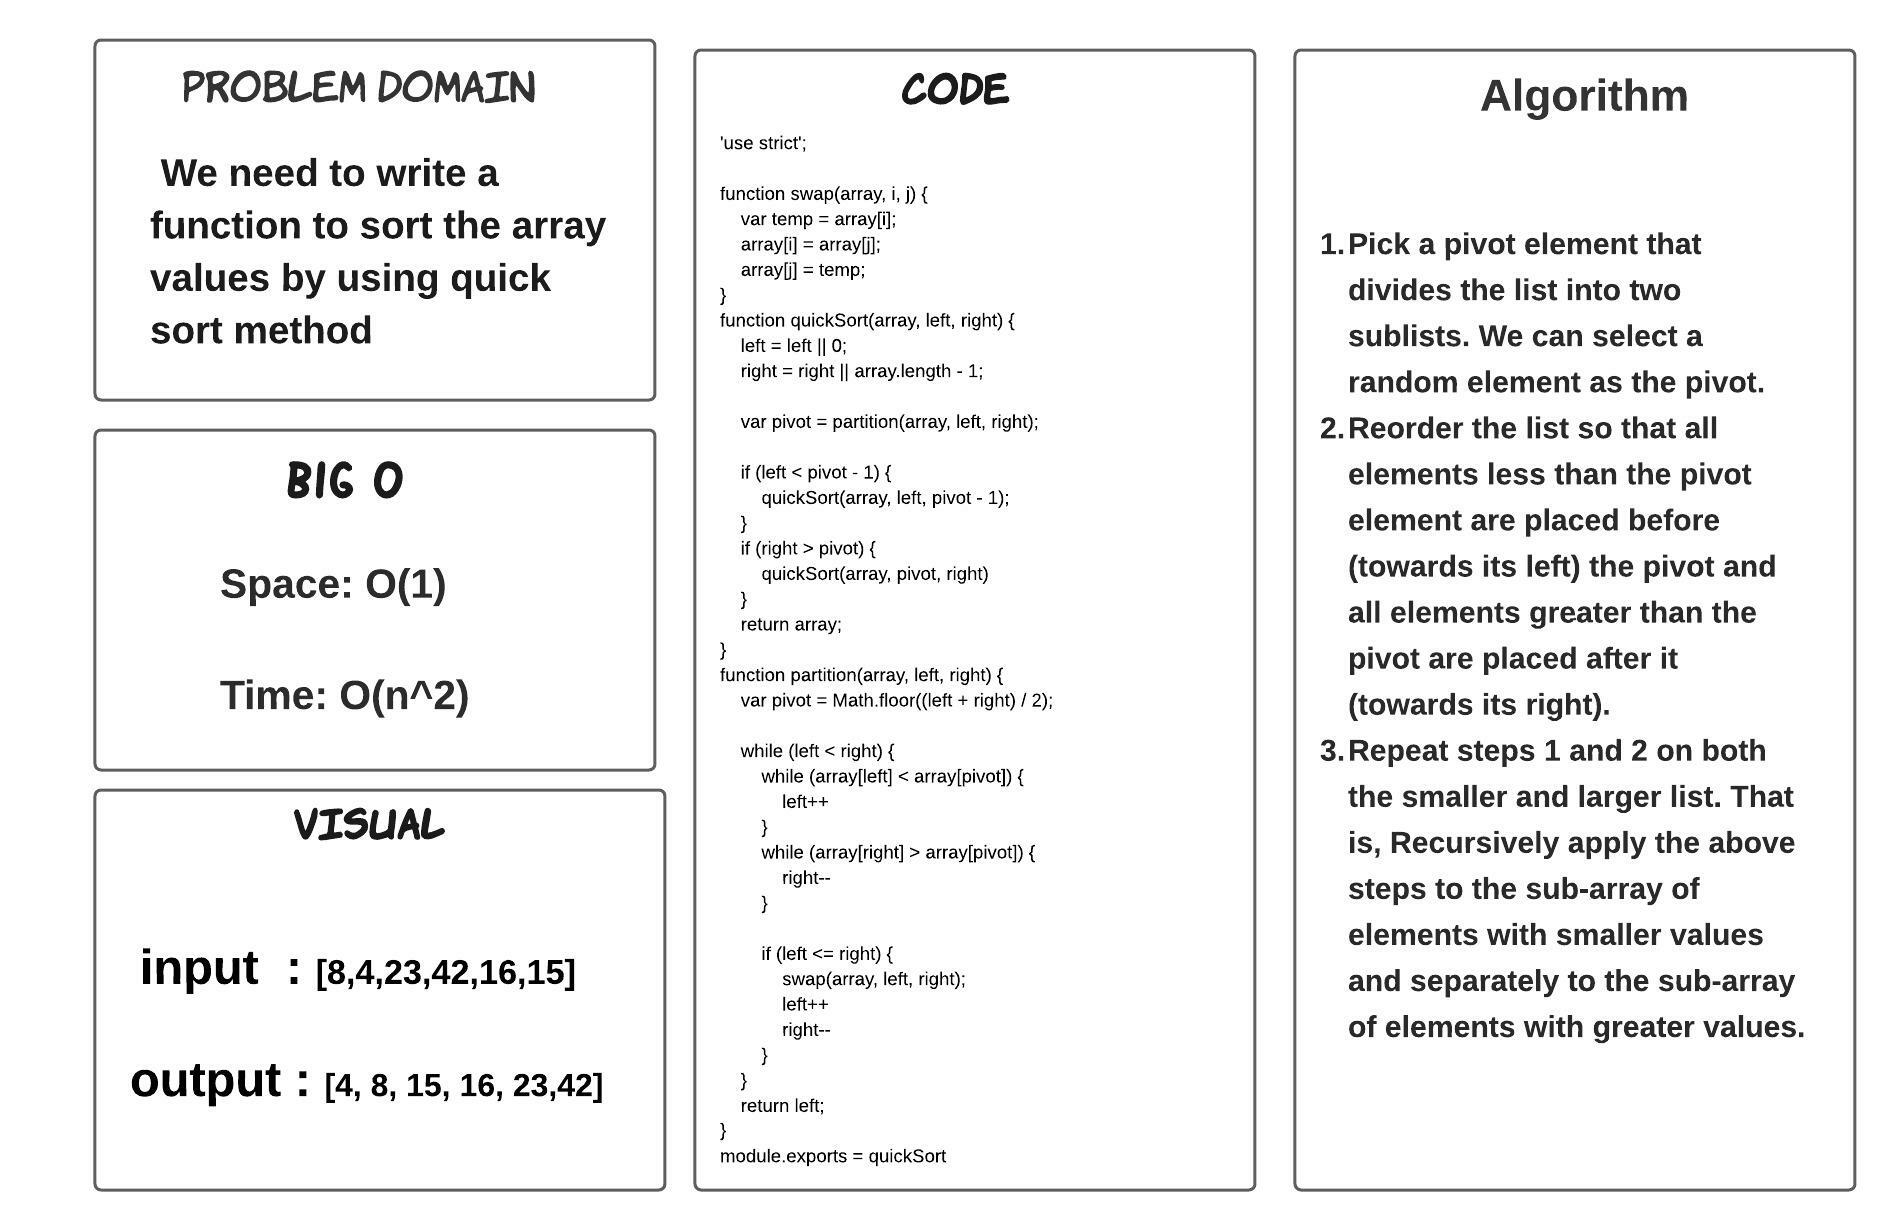 PROBLEM DOMAIN
We need to write a
function to sort the array
values by using quick
sort method
BIG O
Space: O(1)
Time: O(n^2)
VISUAL
input : [8,4,23,42,16,15]
output : [4, 8, 15, 16, 23,42]
CODE
'use strict';
function swap(array, i, j) {
var temp = array[i];
array[i] = array[j];
array[j] = temp;
}
function quickSort(array, left, right) {
left = left || 0;
right = right || array.length - 1;
var pivot = partition(array, left, right);
if (left < pivot - 1) {
quickSort(array, left, pivot - 1);
}
if (right > pivot) {
quickSort(array, pivot, right)
}
return array;
}
function partition(array, left, right) {
var pivot = Math.floor((left + right) / 2);
while (left < right) {
while (array[left] < array[pivot]) {
left++
}
while (array[right] > array[pivot]) {
right--
}
if (left <= right) {
swap(array, left, right);
left++
right--
}
}
return left;
}
module.exports = quickSort
Algorithm
1. Pick a pivot element that
divides the list into two
sublists. We can select a
random element as the pivot.
2. Reorder the list so that all
elements less than the pivot
element are placed before
(towards its left) the pivot and
all elements greater than the
pivot are placed after it
(towards its right).
3. Repeat steps 1 and 2 on both
the smaller and larger list. That
is, Recursively apply the above
steps to the sub-array of
elements with smaller values
and separately to the sub-array
of elements with greater values.